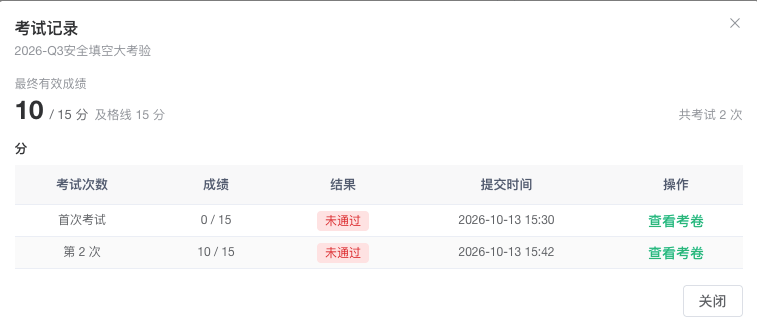 考试记录
2026-Q3安全填空大考验
最终有效成绩
10 / 15 分 及格线 15 分 共考试 2 次
分
考试次数 成绩 结果 提交时间 操作
首次考试 0 / 15 未通过 2026-10-13 15:30 查看考卷
第 2 次 10 / 15 未通过 2026-10-13 15:42 查看考卷
关闭